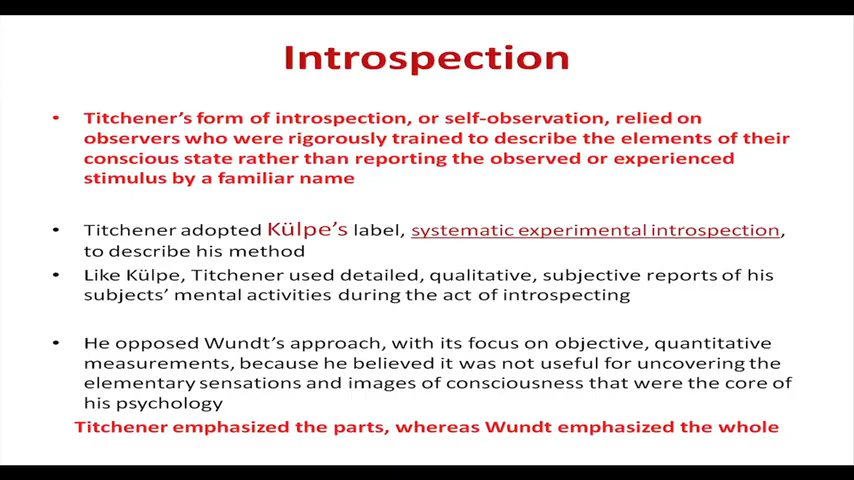 Introspection
• Titchener's form of introspection, or self-observation, relied on
observers who were rigorously trained to describe the elements of their
conscious state rather than reporting the observed or experienced
stimulus by a familiar name
• Titchener adopted Külpe's label, systematic experimental introspection,
to describe his method
• Like Külpe, Titchener used detailed, qualitative, subjective reports of his
subjects' mental activities during the act of introspecting
• He opposed Wundt's approach, with its focus on objective, quantitative
measurements, because he believed it was not useful for uncovering the
elementary sensations and images of consciousness that were the core of
his psychology
Titchener emphasized the parts, whereas Wundt emphasized the whole